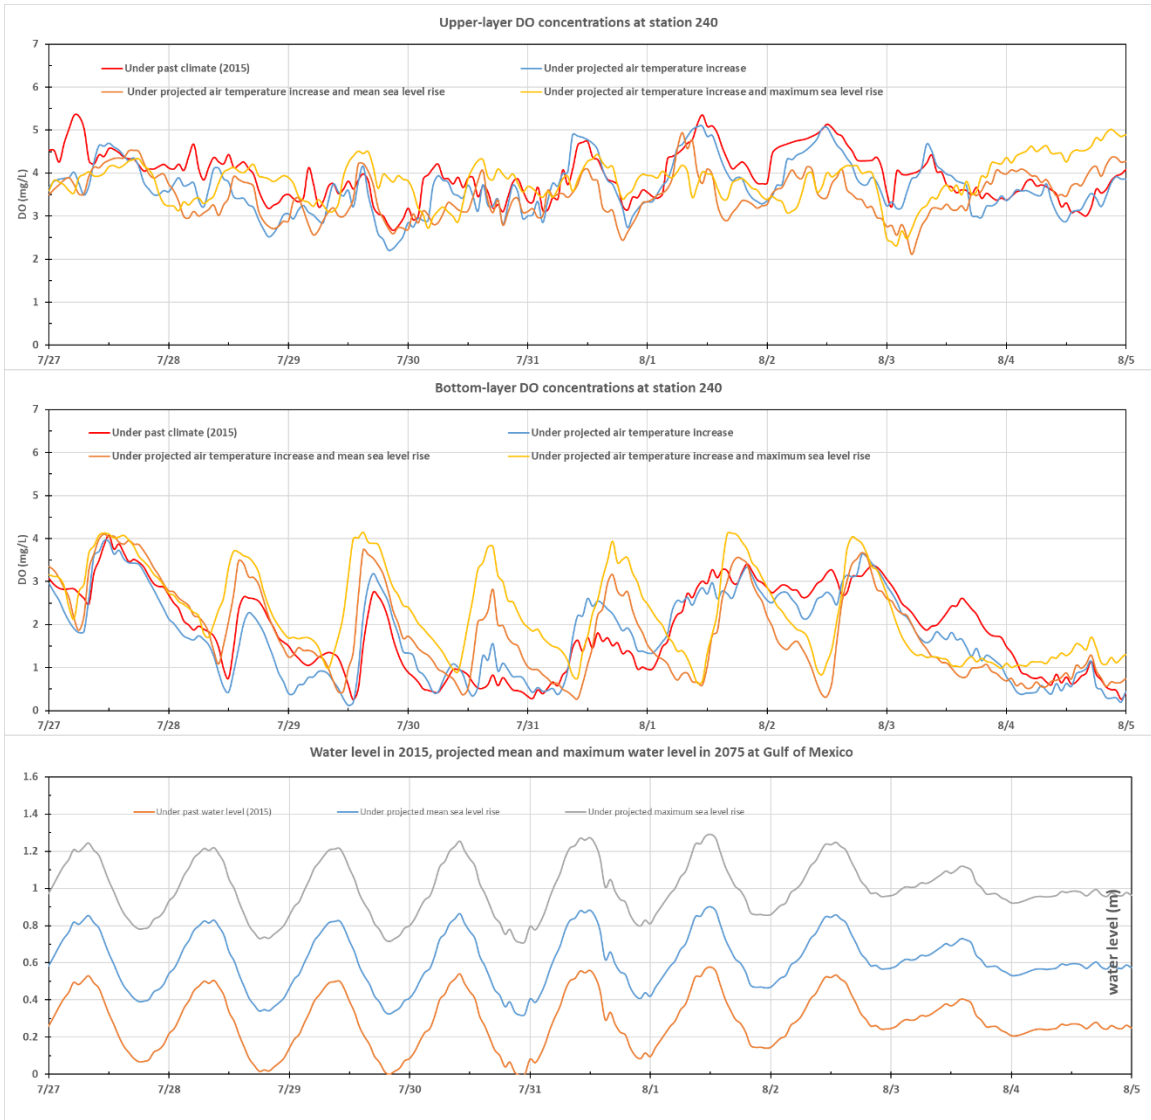 Upper-layer DO concentrations at station 240
7
Under past climate (2015) Under projected air temperature increase
6
Under projected air temperature increase and mean sea level rise Under projected air temperature increase and maximum sea level rise
5
4
DO (mg/L)
3
2
1
0
7/27 7/28 7/29 7/30 7/31 8/1 8/2 8/3 8/4 8/5
Bottom-layer DO concentrations at station 240
7
Under past climate (2015) Under projected air temperature increase
6
Under projected air temperature increase and mean sea level rise Under projected air temperature increase and maximum sea level rise
5
4
DO (mg/L)
3
2
1
0
7/27 7/28 7/29 7/30 7/31 8/1 8/2 8/3 8/4 8/5
Water level in 2015, projected mean and maximum water level in 2075 at Gulf of Mexico
1.6
Under past water level (2015) Under projected mean sea level rise Under projected maximum sea level rise
1.4
1.2
1
0.8
water level (m)
0.6
0.4
0.2
0
7/27 7/28 7/29 7/30 7/31 8/1 8/2 8/3 8/4 8/5